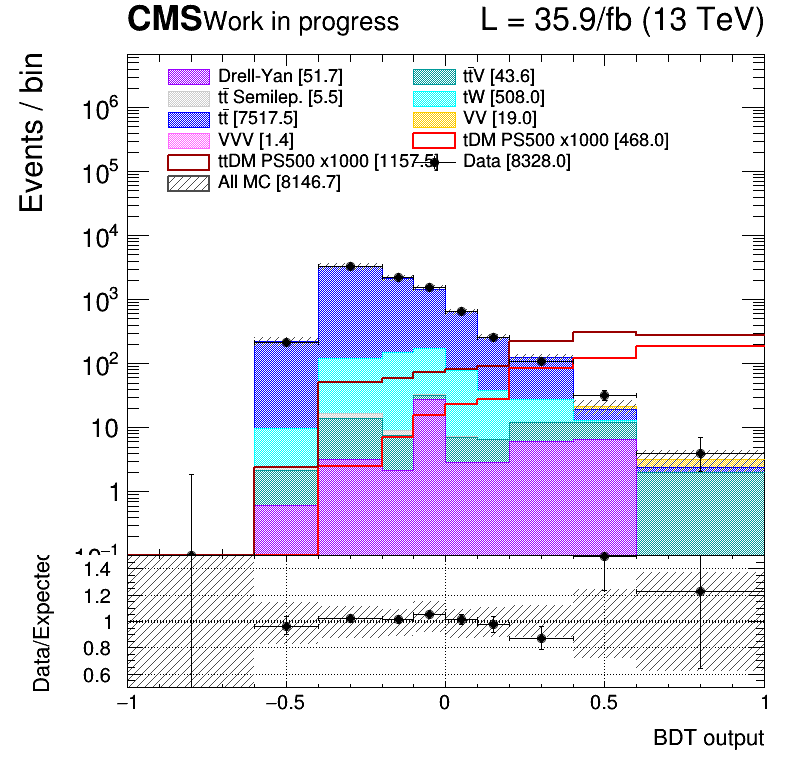 CMS Work in progress L = 35.9/fb (13 TeV)
Events / bin
Drell-Yan [51.7]
tt̄V [43.6]
tt̄ Semilep. [5.5]
tW [508.0]
tt̄ [7517.5]
VV [19.0]
VVV [1.4]
tDM PS500 x1000 [468.0]
ttDM PS500 x1000 [1157.5]
Data [8328.0]
All MC [8146.7]
10⁶
10⁵
10⁴
10³
10²
10
1
10⁻¹
Data/Expected
1.4
1.2
1
0.8
0.6
−1 −0.5 0 0.5 1
BDT output